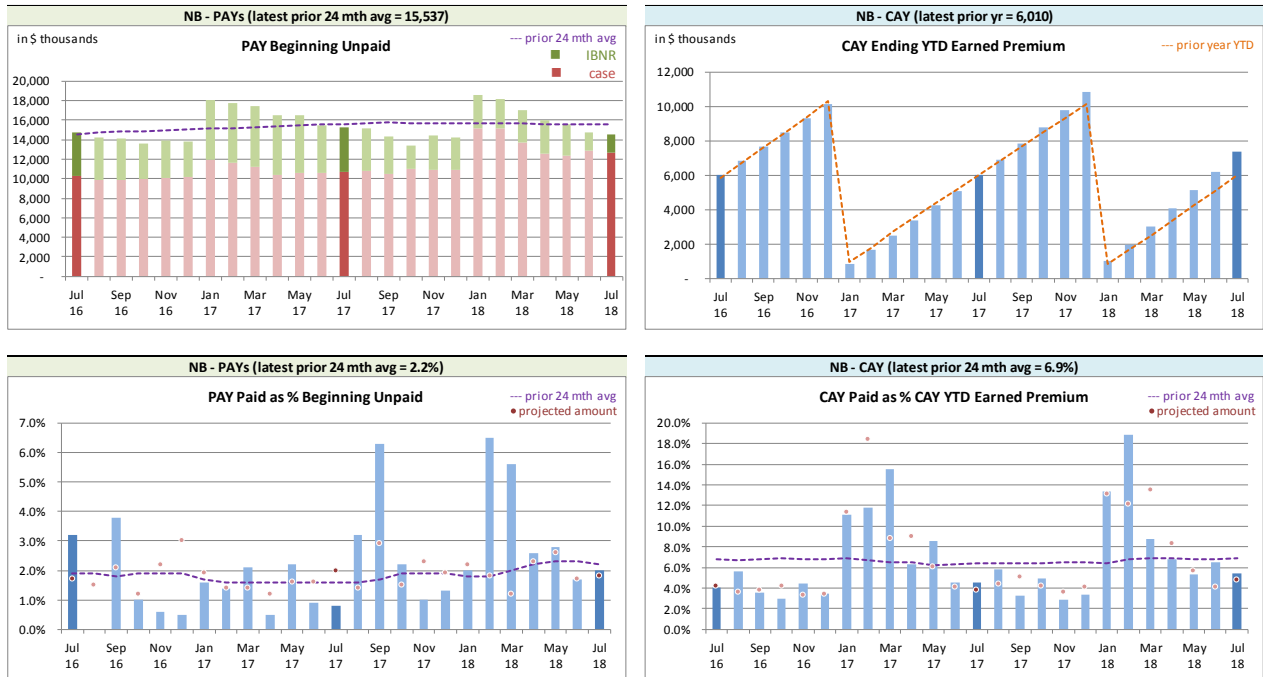 NB - PAYs (latest prior 24 mth avg = 15,537)
in $ thousands
PAY Beginning Unpaid
--- prior 24 mth avg
IBNR
case
20,000
18,000
16,000
14,000
12,000
10,000
8,000
6,000
4,000
2,000
-
Jul Sep Nov Jan Mar May Jul Sep Nov Jan Mar May Jul
16 16 16 17 17 17 17 17 17 18 18 18 18
NB - CAY (latest prior yr = 6,010)
in $ thousands
CAY Ending YTD Earned Premium
--- prior year YTD
12,000
10,000
8,000
6,000
4,000
2,000
-
Jul Sep Nov Jan Mar May Jul Sep Nov Jan Mar May Jul
16 16 16 17 17 17 17 17 17 18 18 18 18
NB - PAYs (latest prior 24 mth avg = 2.2%)
PAY Paid as % Beginning Unpaid
--- prior 24 mth avg
projected amount
7.0%
6.0%
5.0%
4.0%
3.0%
2.0%
1.0%
0.0%
Jul Sep Nov Jan Mar May Jul Sep Nov Jan Mar May Jul
16 16 16 17 17 17 17 17 17 18 18 18 18
NB - CAY (latest prior 24 mth avg = 6.9%)
CAY Paid as % CAY YTD Earned Premium
--- prior 24 mth avg
projected amount
20.0%
18.0%
16.0%
14.0%
12.0%
10.0%
8.0%
6.0%
4.0%
2.0%
0.0%
Jul Sep Nov Jan Mar May Jul Sep Nov Jan Mar May Jul
16 16 16 17 17 17 17 17 17 18 18 18 18